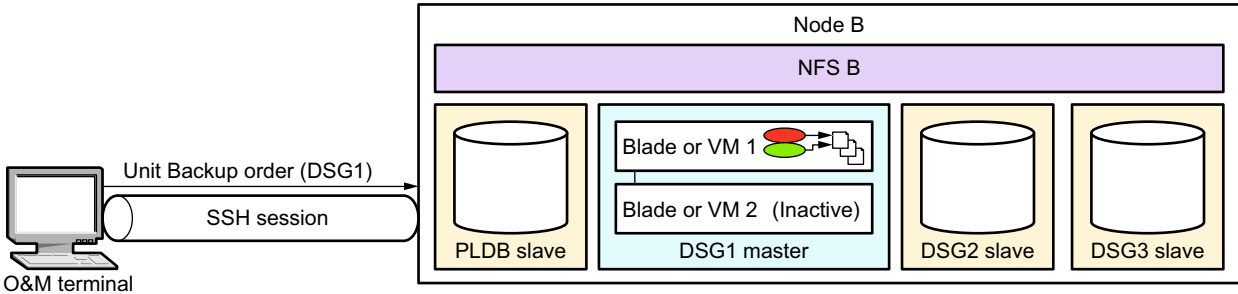 Node B
NFS B
Blade or VM 1
Unit Backup order (DSG1)
SSH session
Blade or VM 2 (Inactive)
PLDB slave
DSG1 master
DSG2 slave
DSG3 slave
O&M terminal